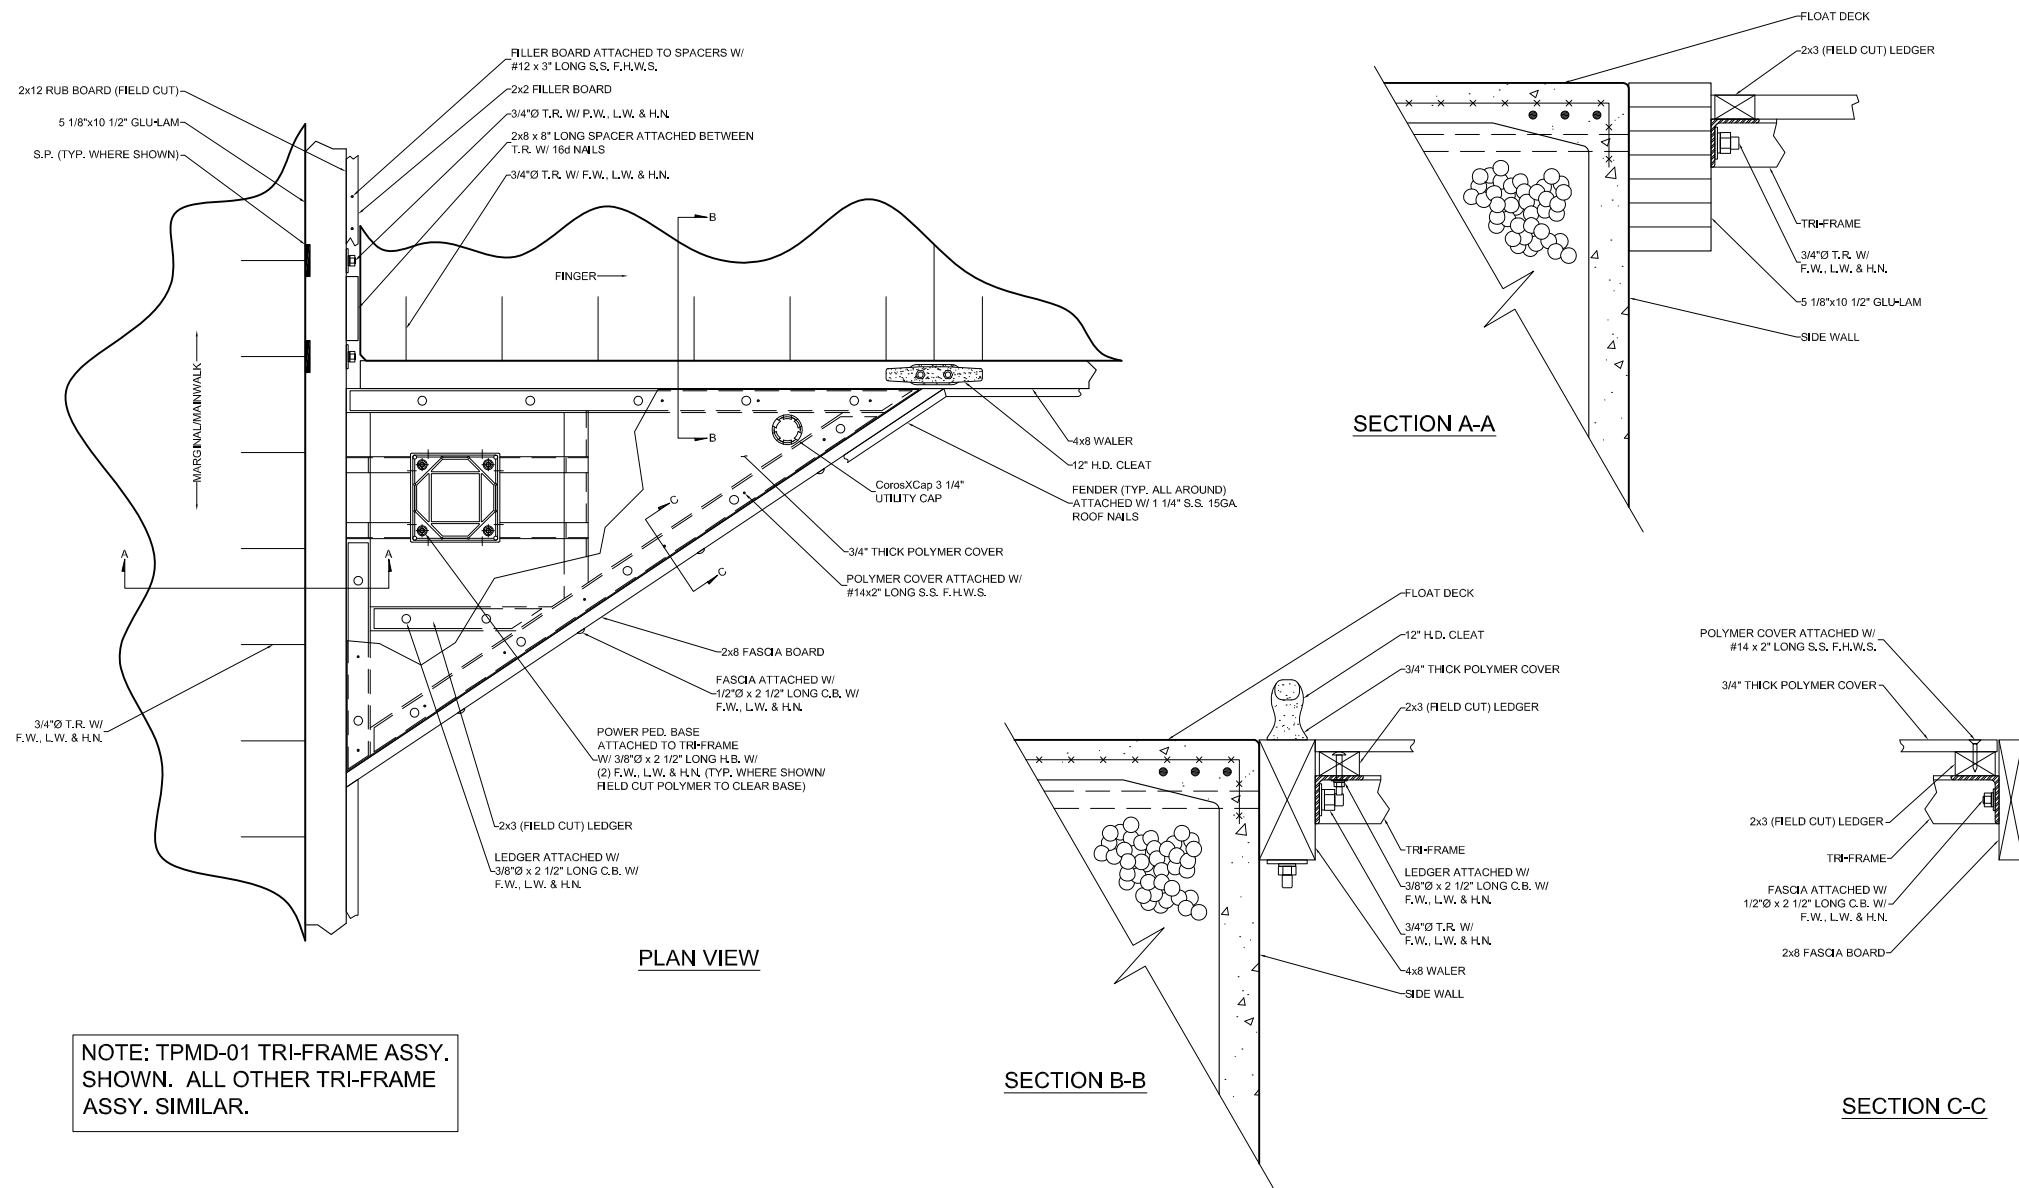 FILLER BOARD ATTACHED TO SPACERS W/
#12 x 3" LONG S.S. F.H.W.S.
2x12 RUB BOARD (FIELD CUT)
2x2 FILLER BOARD
5 1/8"x10 1/2" GLU-LAM
3/4"Ø T.R. W/ P.W., L.W. & H.N.
S.P. (TYP. WHERE SHOWN)
2x8 x 8" LONG SPACER ATTACHED BETWEEN
T.R. W/ 16d NAILS
3/4"Ø T.R. W/ F.W., L.W. & H.N.
B
FINGER
MARGINAL/MAINWALK
B
4x8 WALER
12" H.D. CLEAT
CorosXCap 3 1/4"
UTILITY CAP
FENDER (TYP. ALL AROUND)
ATTACHED W/ 1 1/4" S.S. 15GA.
ROOF NAILS
C
C
A
A
3/4" THICK POLYMER COVER
POLYMER COVER ATTACHED W/
#14x2" LONG S.S. F.H.W.S.
2x8 FASCIA BOARD
FASCIA ATTACHED W/
1/2"Ø x 2 1/2" LONG C.B. W/
F.W., L.W. & H.N.
3/4"Ø T.R. W/
F.W., L.W. & H.N.
POWER PED. BASE
ATTACHED TO TRI-FRAME
W/ 3/8"Ø x 2 1/2" LONG H.B. W/
(2) F.W., L.W. & H.N. (TYP. WHERE SHOWN/
FIELD CUT POLYMER TO CLEAR BASE)
2x3 (FIELD CUT) LEDGER
LEDGER ATTACHED W/
3/8"Ø x 2 1/2" LONG C.B. W/
F.W., L.W. & H.N.
PLAN VIEW
NOTE: TPMD-01 TRI-FRAME ASSY.
SHOWN. ALL OTHER TRI-FRAME
ASSY. SIMILAR.
FLOAT DECK
2x3 (FIELD CUT) LEDGER
TRI-FRAME
3/4"Ø T.R. W/
F.W., L.W. & H.N.
5 1/8"x10 1/2" GLU-LAM
SIDE WALL
SECTION A-A
FLOAT DECK
12" H.D. CLEAT
3/4" THICK POLYMER COVER
2x3 (FIELD CUT) LEDGER
TRI-FRAME
LEDGER ATTACHED W/
3/8"Ø x 2 1/2" LONG C.B. W/
F.W., L.W. & H.N.
3/4"Ø T.R. W/
F.W., L.W. & H.N.
4x8 WALER
SIDE WALL
SECTION B-B
POLYMER COVER ATTACHED W/
#14 x 2" LONG S.S. F.H.W.S.
3/4" THICK POLYMER COVER
2x3 (FIELD CUT) LEDGER
TRI-FRAME
FASCIA ATTACHED W/
1/2"Ø x 2 1/2" LONG C.B. W/
F.W., L.W. & H.N.
2x8 FASCIA BOARD
SECTION C-C